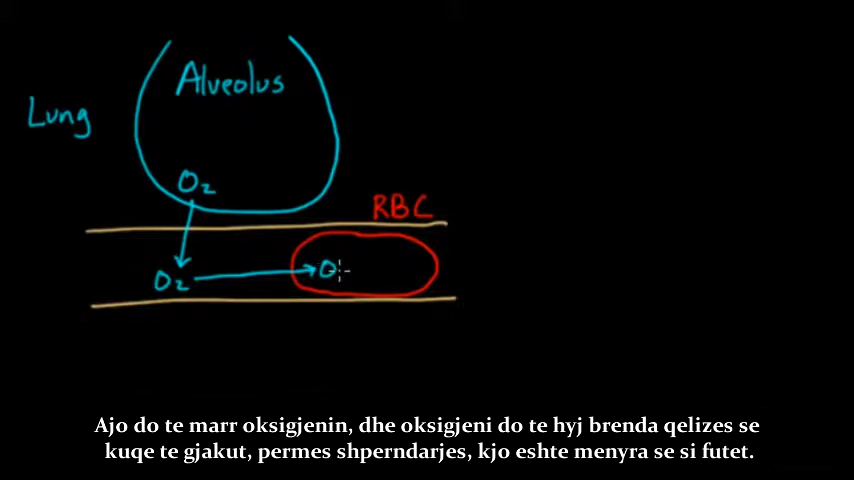 Alveolus
Lung
O₂
RBC
O₂
O
Ajo do te marr oksigjenin, dhe oksigjeni do te hyj brenda qelizes se
kuqe te gjakut, permes shperndarjes, kjo eshte menyra se si futet.